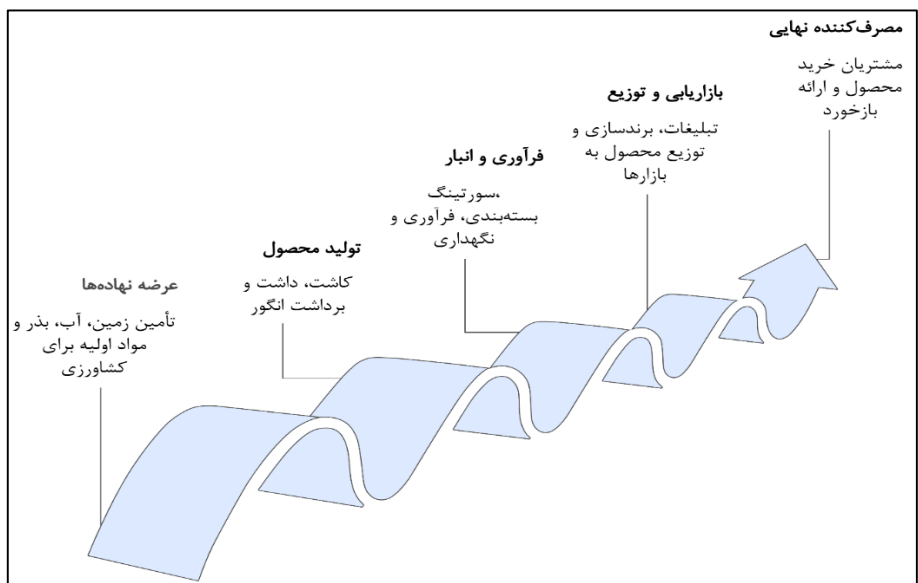 مصرف‌کننده نهایی
مشتریان خرید
محصول و ارائه
بازخورد
بازاریابی و توزیع
تبلیغات، برندسازی و
توزیع محصول به
بازارها
فرآوری و انبار
،سورتینگ
بسته‌بندی، فرآوری و
نگهداری
تولید محصول
کاشت، داشت و
برداشت انگور
عرضه نهاده‌ها
تأمین زمین، آب، بذر و
مواد اولیه برای
کشاورزی